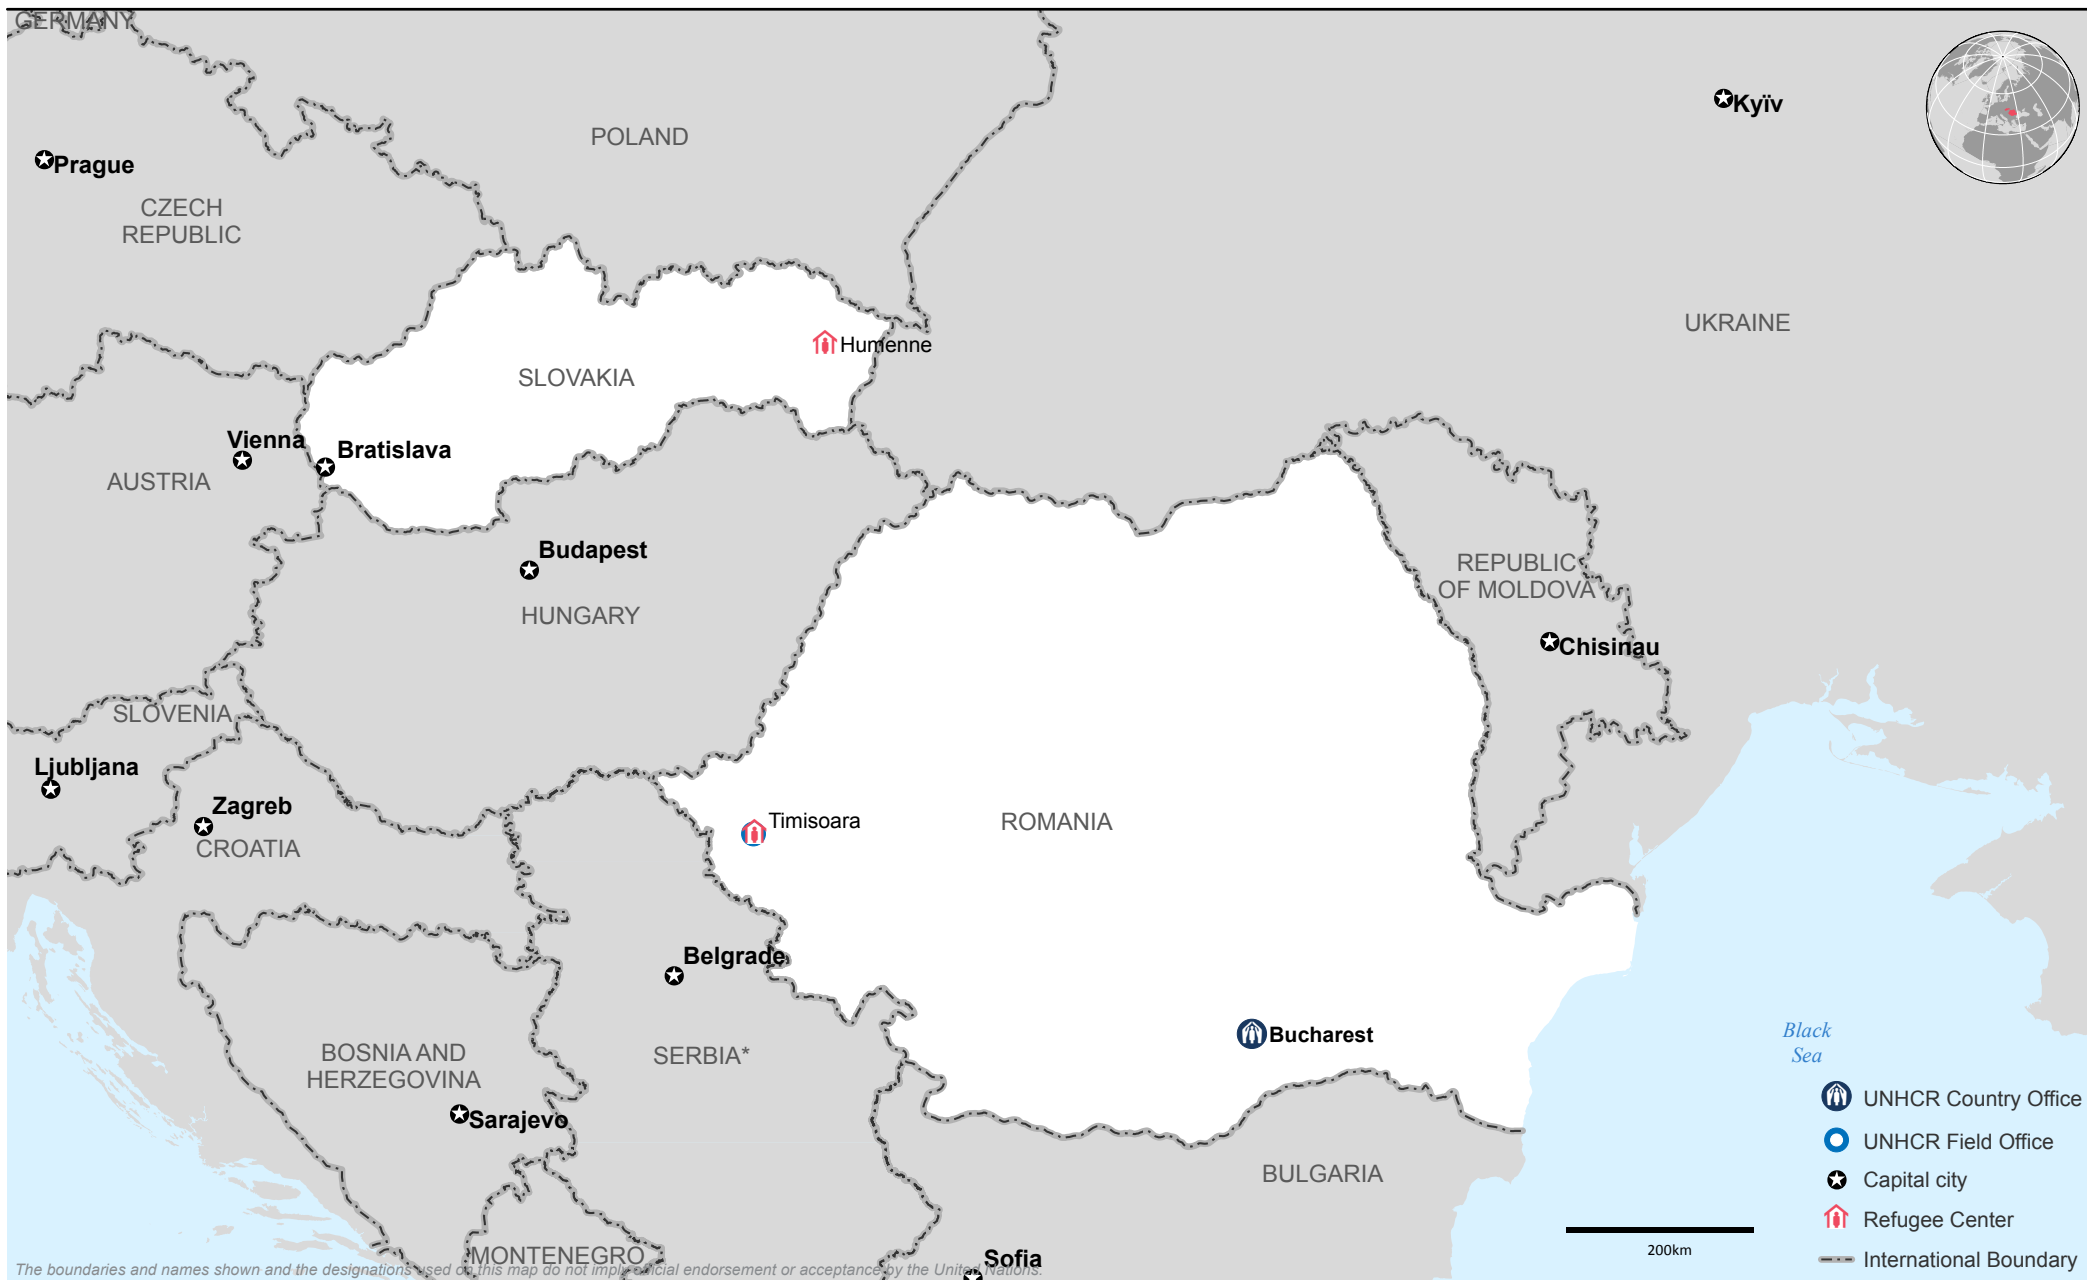 GERMANY
POLAND
Kyïv
Prague
CZECH
REPUBLIC
UKRAINE
Humenne
SLOVAKIA
Vienna
Bratislava
AUSTRIA
Budapest
HUNGARY
REPUBLIC
OF MOLDOVA
Chisinau
SLOVENIA
Ljubljana
Zagreb
CROATIA
Timisoara
ROMANIA
Belgrade
Bucharest
BOSNIA AND
HERZEGOVINA
SERBIA*
Sarajevo
BULGARIA
MONTENEGRO
Sofia
Black
Sea
UNHCR Country Office
UNHCR Field Office
Capital city
Refugee Center
International Boundary
200km
The boundaries and names shown and the designations used on this map do not imply official endorsement or acceptance by the United Nations.